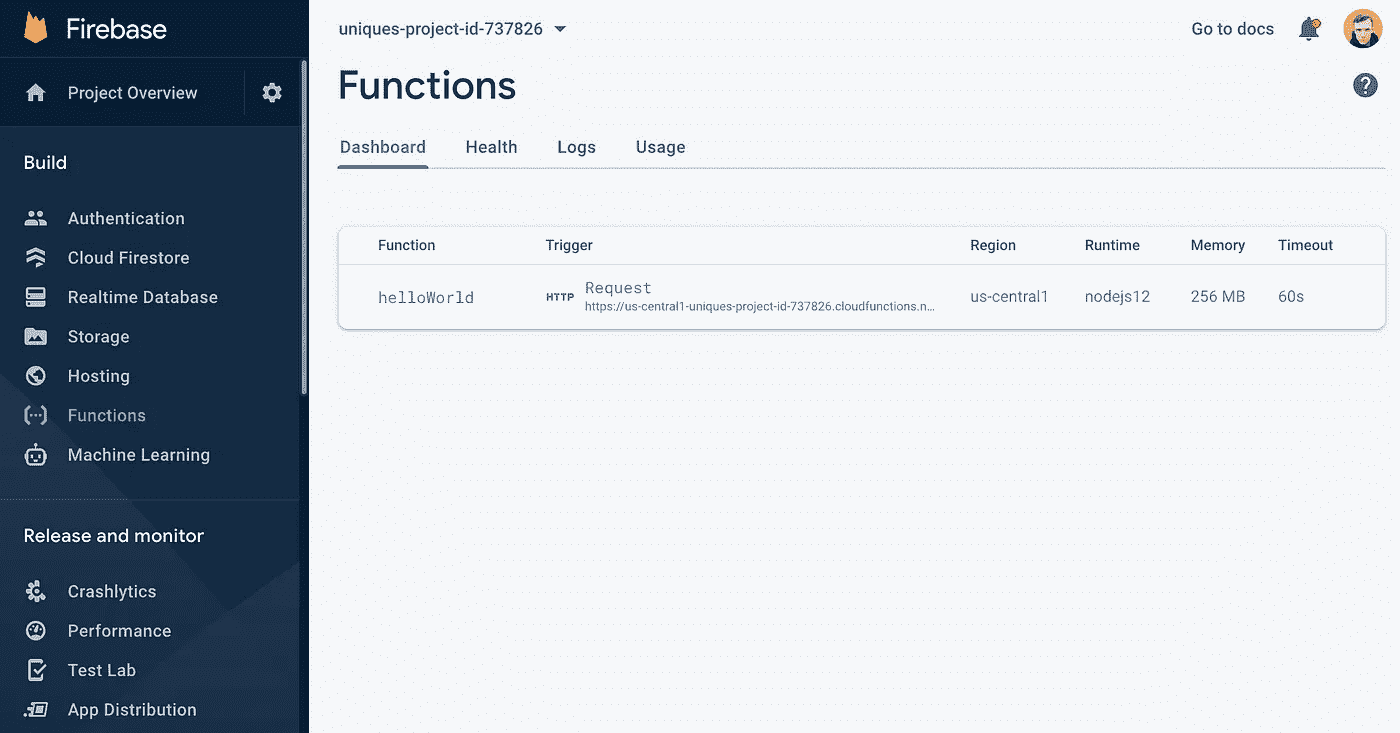 Firebase
Project Overview
Build
Authentication
Cloud Firestore
Realtime Database
Storage
Hosting
Functions
Machine Learning
Release and monitor
Crashlytics
Performance
Test Lab
App Distribution
uniques-project-id-737826
Go to docs
Functions
?
Dashboard Health Logs Usage
Function Trigger Region Runtime Memory Timeout
helloWorld HTTP Request us-central1 nodejs12 256 MB 60s
https://us-central1-uniques-project-id-737826.cloudfunctions.n...